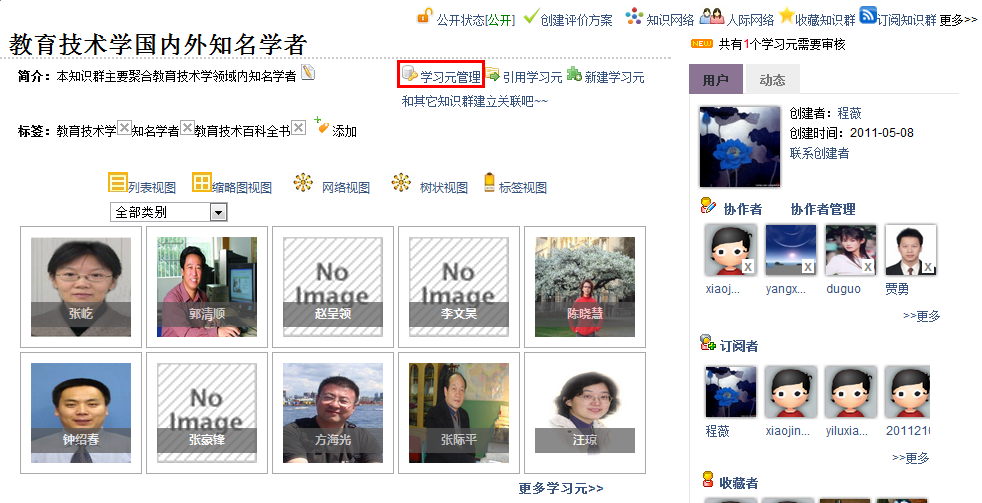 公开状态[公开] 创建评价方案 知识网络 人际网络 收藏知识群 订阅知识群 更多>>
教育技术学国内外知名学者
NEW 共有1个学习元需要审核
简介：本知识群主要聚合教育技术学领域内知名学者
学习元管理 引用学习元 新建学习元
和其它知识群建立关联吧~~
标签：教育技术学 知名学者 教育技术百科全书 添加
列表视图 缩略图视图 网络视图 树状视图 标签视图
全部类别
No Image
No Image
张屹 郭清顺 赵呈领 李文昊 陈晓慧
No Image
钟绍春 张豪锋 方海光 张际平 汪琼
更多学习元>>
用户 动态
创建者：程薇
创建时间：2011-05-08
联系创建者
协作者 协作者管理
X X X X
xiaoj... yangx... duguo 贾勇
>>更多
订阅者
程薇 xiaojin... yiluxia... 2011210
>>更多
收藏者